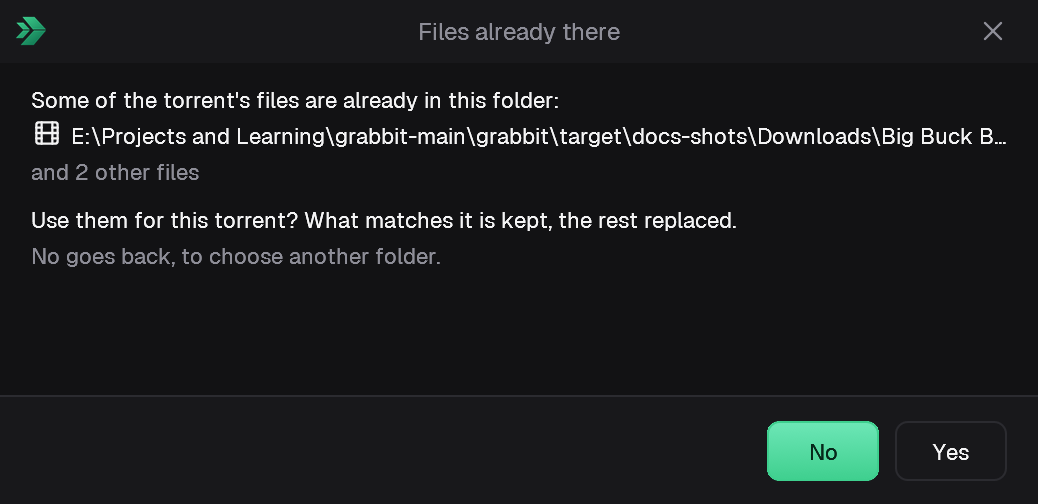 Files already there
Some of the torrent's files are already in this folder:
E:\Projects and Learning\grabbit-main\grabbit\target\docs-shots\Downloads\Big Buck B...
and 2 other files
Use them for this torrent? What matches it is kept, the rest replaced.
No goes back, to choose another folder.
No
Yes